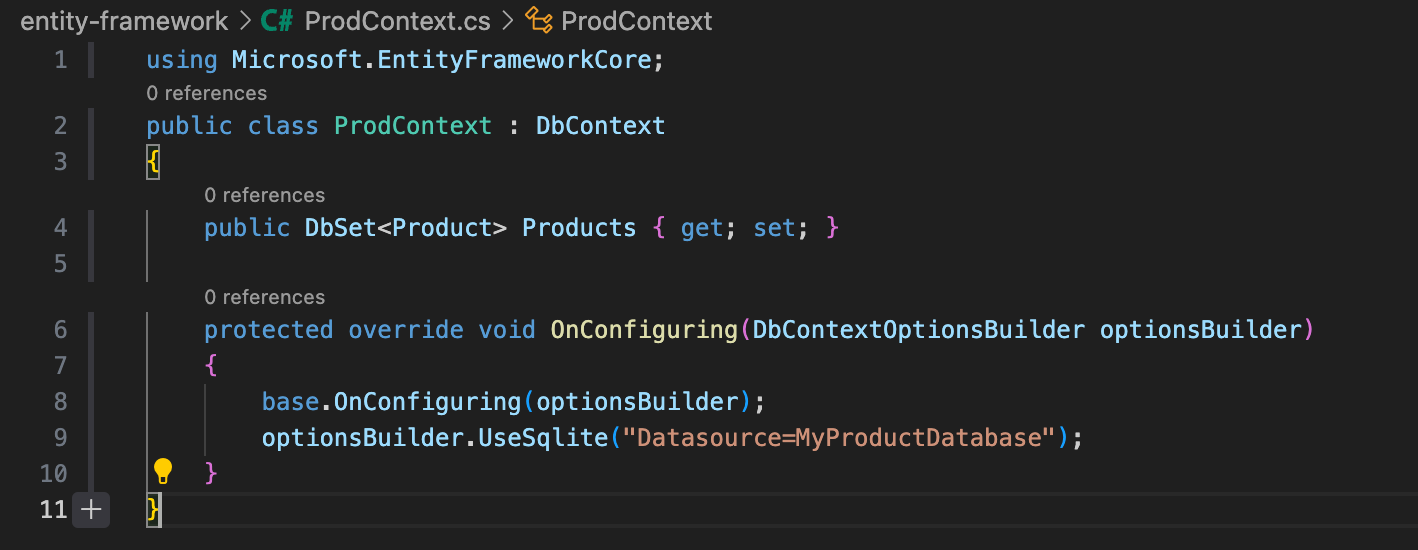 entity-framework > C# ProdContext.cs > ProdContext
1 using Microsoft.EntityFrameworkCore;
0 references
2 public class ProdContext : DbContext
3 {
0 references
4 public DbSet<Product> Products { get; set; }
5
0 references
6 protected override void OnConfiguring(DbContextOptionsBuilder optionsBuilder)
7 {
8 base.OnConfiguring(optionsBuilder);
9 optionsBuilder.UseSqlite("Datasource=MyProductDatabase");
10 }
11 + }